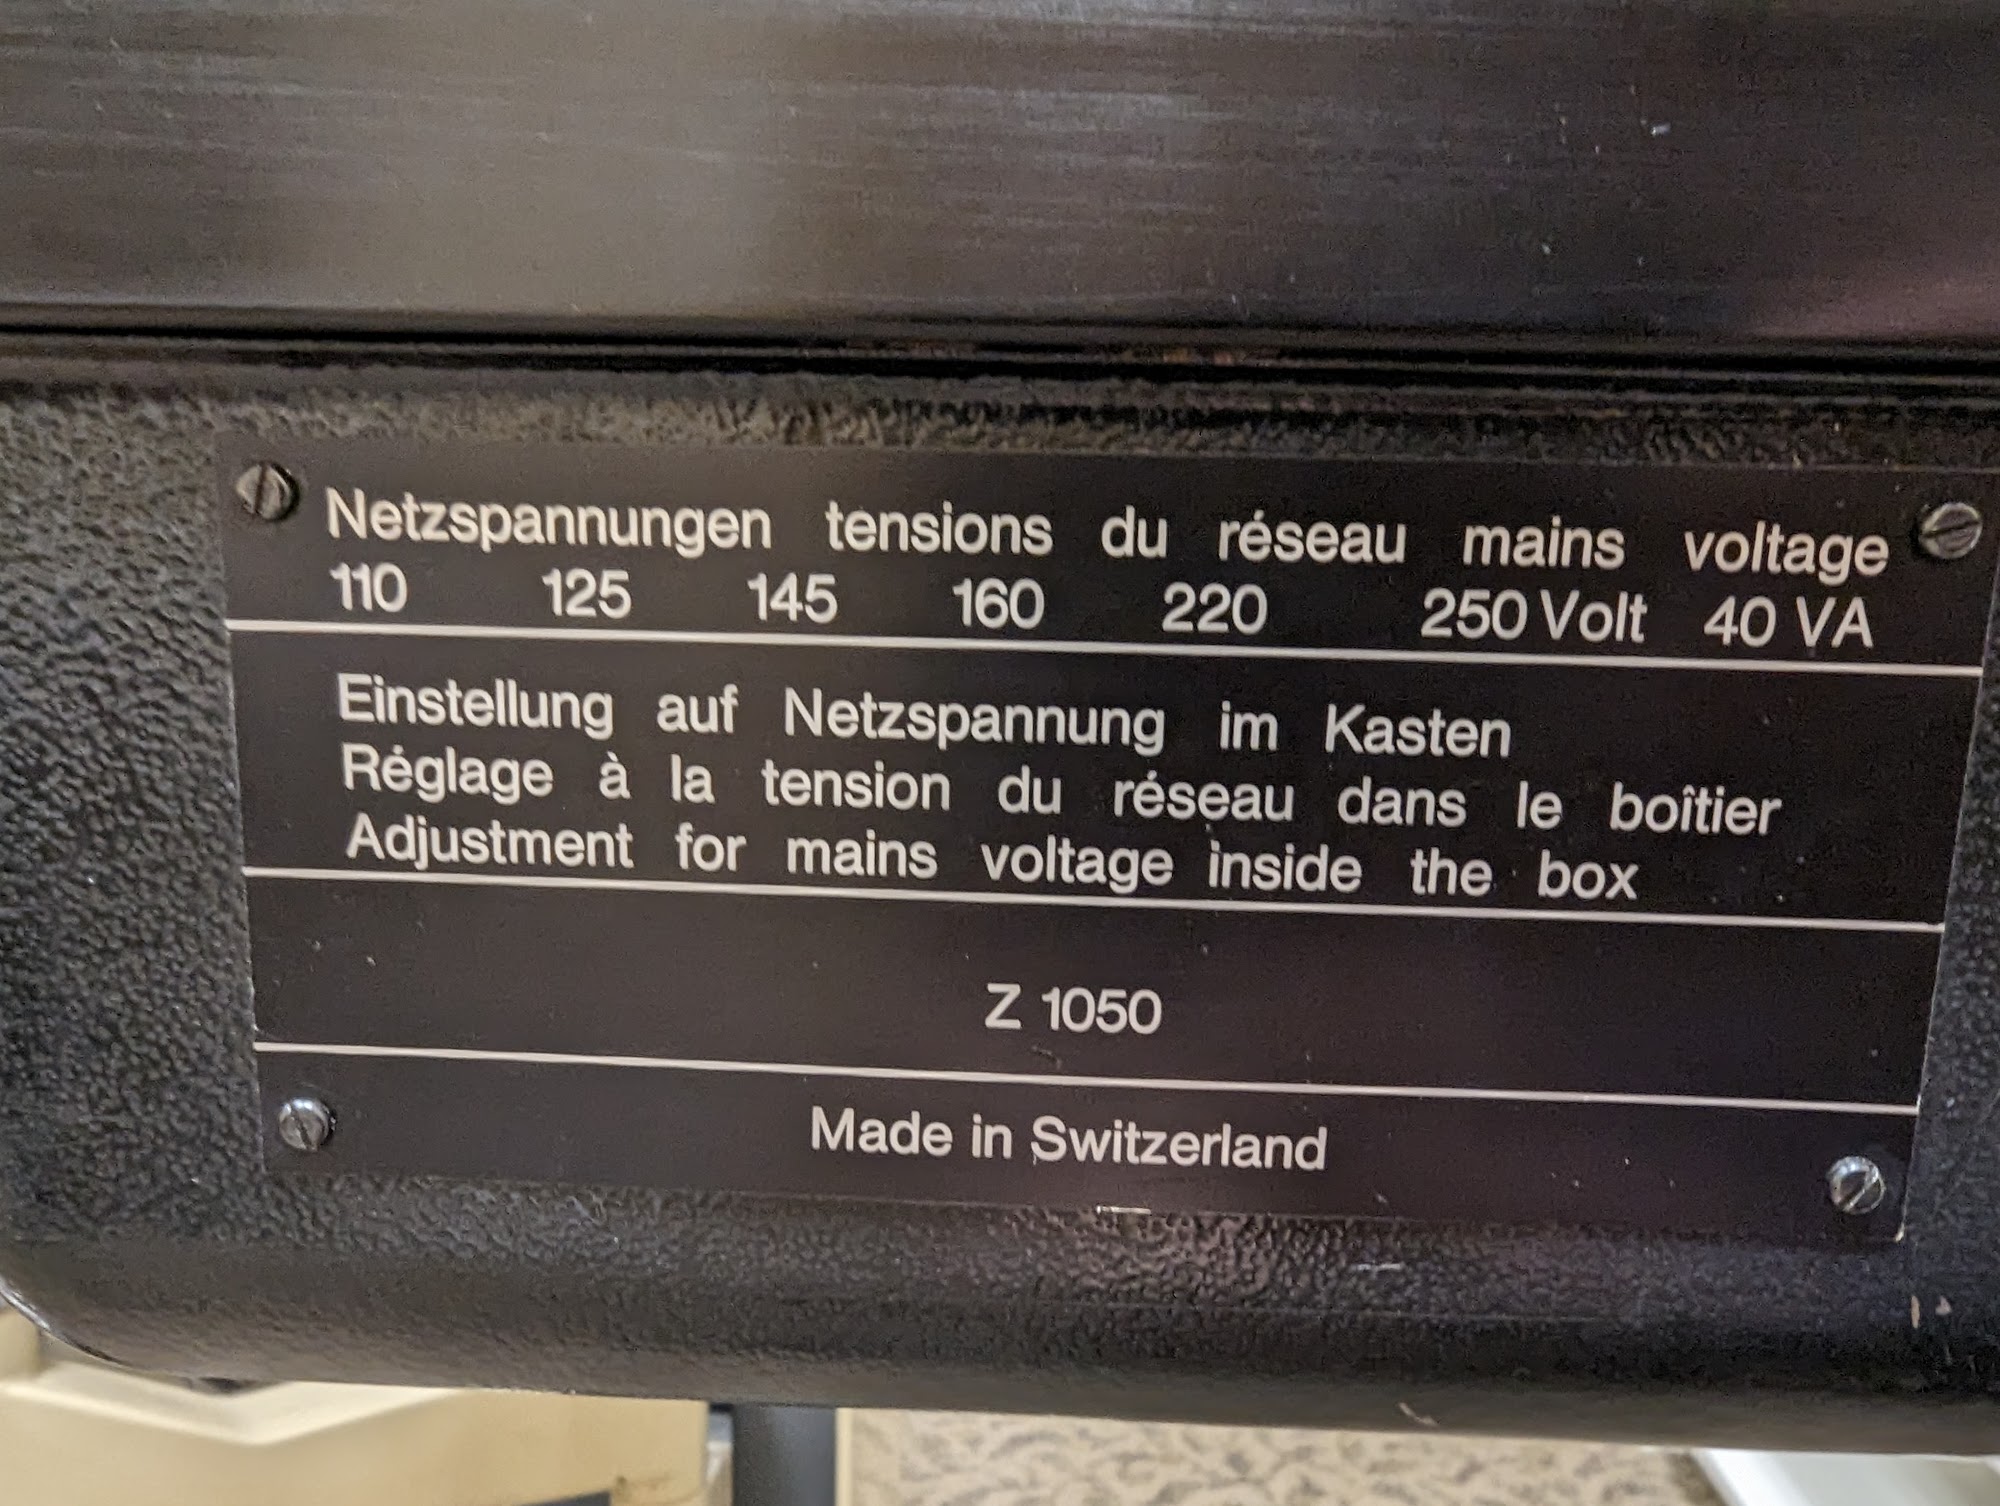 Netzspannungen tensions du réseau mains voltage
110 125 145 160 220 250 Volt 40 VA
Einstellung auf Netzspannung im Kasten
Réglage à la tension du réseau dans le boîtier
Adjustment for mains voltage inside the box
Z 1050
Made in Switzerland